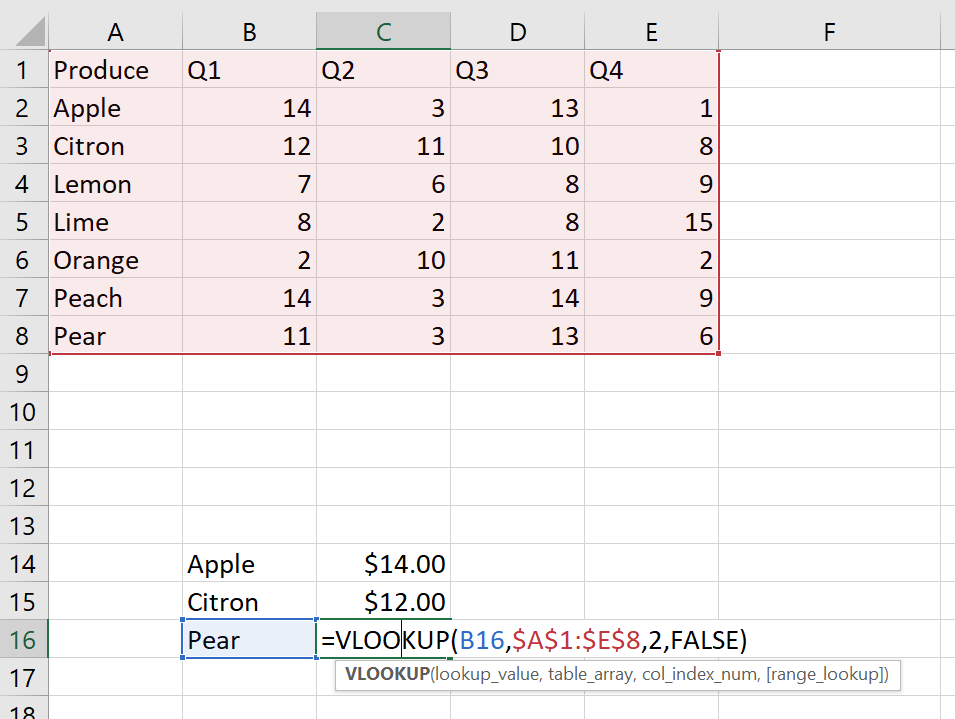 A B C D E F
1 Produce Q1 Q2 Q3 Q4
2 Apple 14 3 13 1
3 Citron 12 11 10 8
4 Lemon 7 6 8 9
5 Lime 8 2 8 15
6 Orange 2 10 11 2
7 Peach 14 3 14 9
8 Pear 11 3 13 6
9
10
11
12
13
14 Apple $14.00
15 Citron $12.00
16 Pear =VLOOKUP(B16,$A$1:$E$8,2,FALSE)
17 VLOOKUP(lookup_value, table_array, col_index_num, [range_lookup])
18